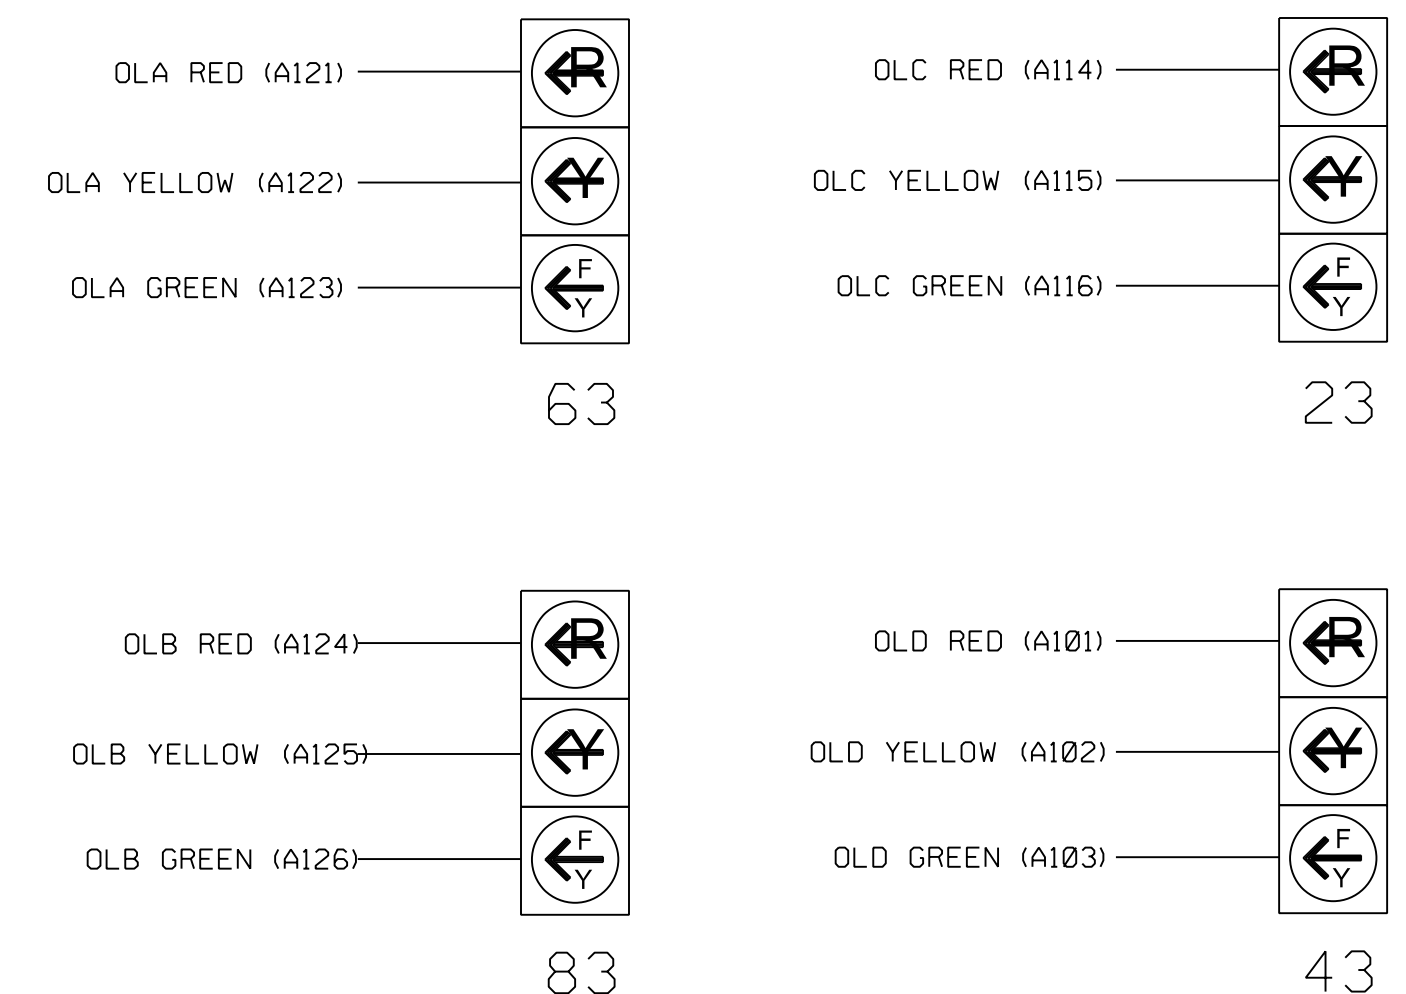 OLA RED (A121)
R
OLA YELLOW (A122)
Y
OLA GREEN (A123)
F
Y
63
OLC RED (A114)
R
OLC YELLOW (A115)
Y
OLC GREEN (A116)
F
Y
23
OLB RED (A124)
R
OLB YELLOW (A125)
Y
OLB GREEN (A126)
F
Y
83
OLD RED (A101)
R
OLD YELLOW (A102)
Y
OLD GREEN (A103)
F
Y
43